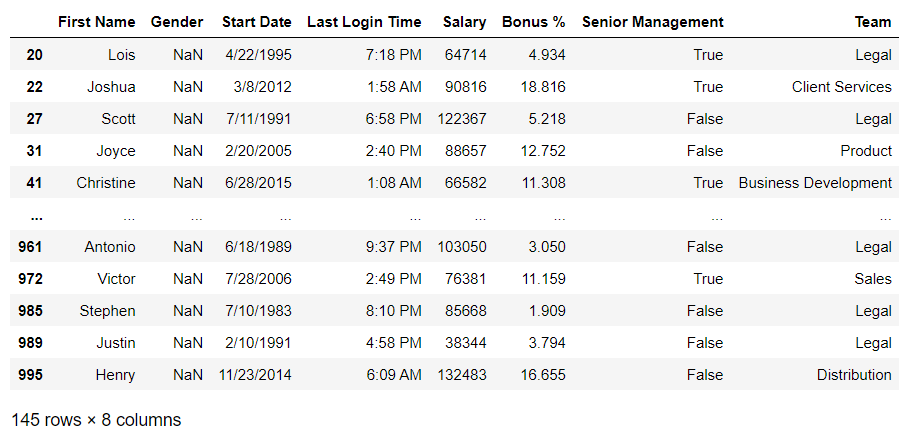 First Name Gender Start Date Last Login Time Salary Bonus % Senior Management Team
20 Lois NaN 4/22/1995 7:18 PM 64714 4.934 True Legal
22 Joshua NaN 3/8/2012 1:58 AM 90816 18.816 True Client Services
27 Scott NaN 7/11/1991 6:58 PM 122367 5.218 False Legal
31 Joyce NaN 2/20/2005 2:40 PM 88657 12.752 False Product
41 Christine NaN 6/28/2015 1:08 AM 66582 11.308 True Business Development
... ... ... ... ... ... ... ... ...
961 Antonio NaN 6/18/1989 9:37 PM 103050 3.050 False Legal
972 Victor NaN 7/28/2006 2:49 PM 76381 11.159 True Sales
985 Stephen NaN 7/10/1983 8:10 PM 85668 1.909 False Legal
989 Justin NaN 2/10/1991 4:58 PM 38344 3.794 False Legal
995 Henry NaN 11/23/2014 6:09 AM 132483 16.655 False Distribution
145 rows × 8 columns